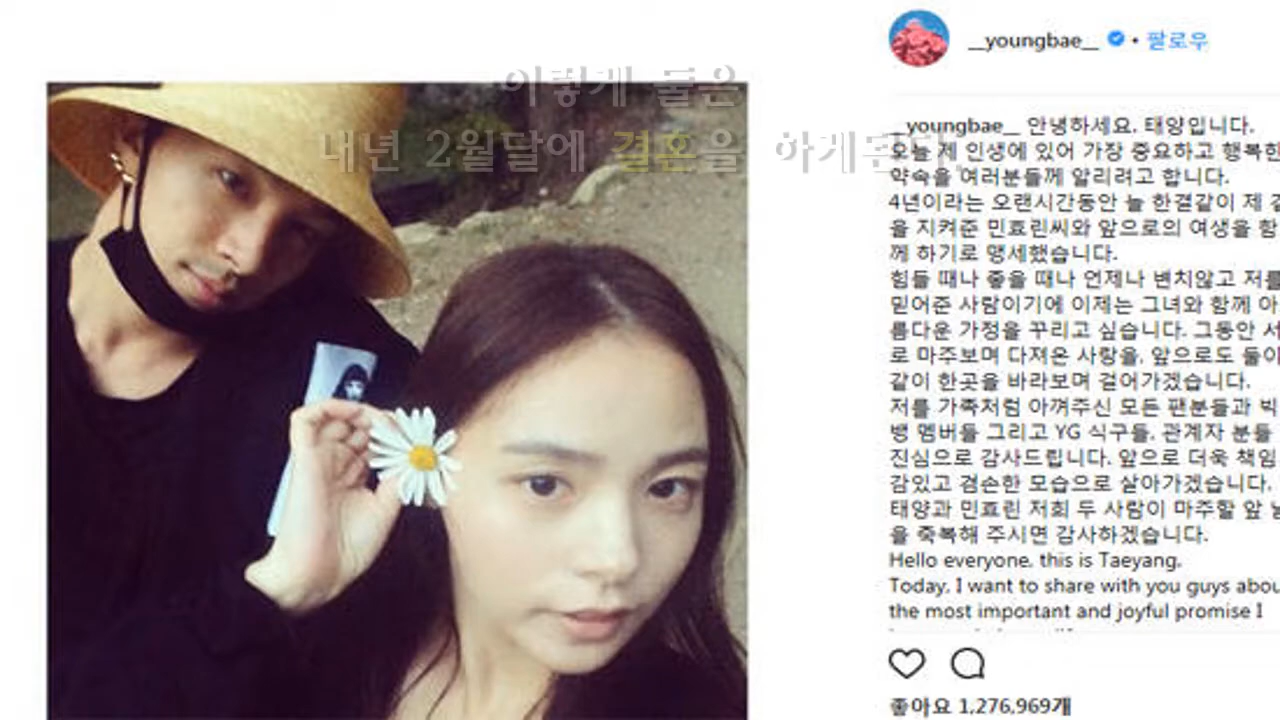 이렇게 둘은
내년 2월달에 결혼을 하게된다.
__youngbae__ • 팔로우
__youngbae__ 안녕하세요. 태양입니다.
오늘 제 인생에 있어 가장 중요하고 행복한
약속을 여러분들께 알리려고 합니다.
4년이라는 오랜시간동안 늘 한결같이 제
을 지켜준 민효린씨와 앞으로의 여생을 함
께 하기로 맹세했습니다.
힘들 때나 좋을 때나 언제나 변치않고 저를
믿어준 사람이기에 이제는 그녀와 함께 아
름다운 가정을 꾸리고 싶습니다. 그동안 서
로 마주보며 다져온 사랑을, 앞으로도 둘이
같이 한곳을 바라보며 걸어가겠습니다.
저를 가족처럼 아껴주신 모든 팬분들과 빅
뱅 멤버들 그리고 YG 식구들, 관계자 분들
진심으로 감사드립니다. 앞으로 더욱 책임
감있고 겸손한 모습으로 살아가겠습니다.
태양과 민효린 저희 두 사람이 마주할 앞
을 축복해 주시면 감사하겠습니다.
Hello everyone, this is Taeyang,
Today, I want to share with you guys abou
the most important and joyful promise I
좋아요 1,276,969개